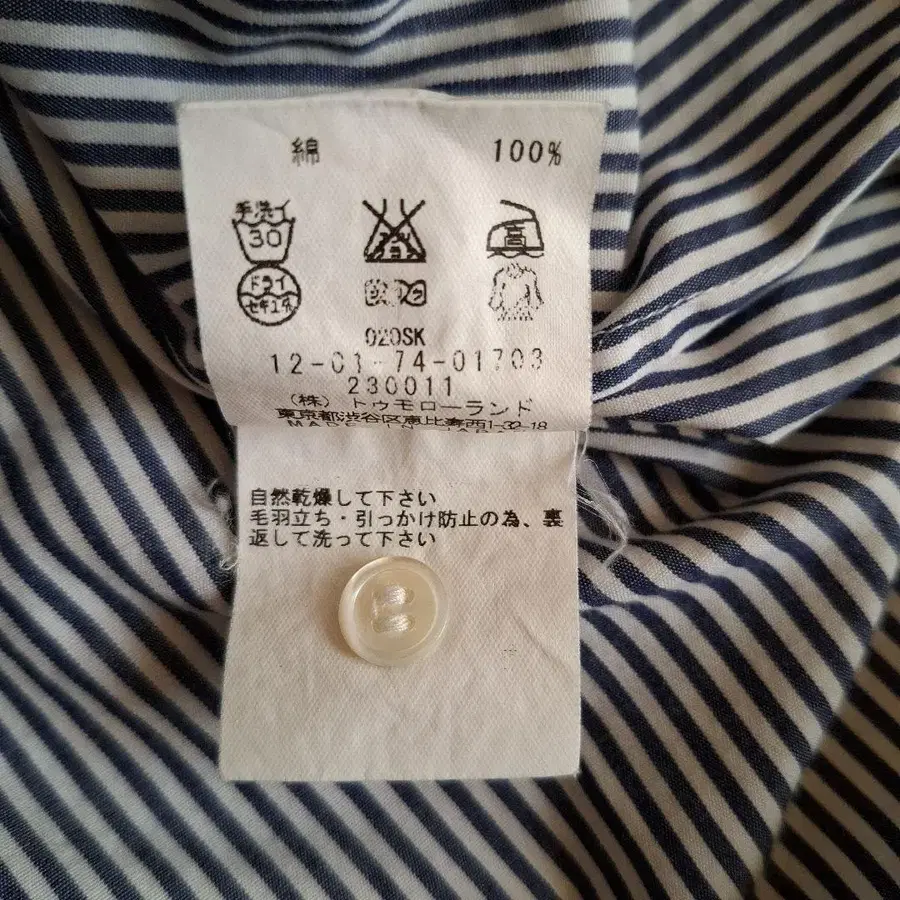 綿 100%
手洗イ
30
高
ドライ
セキユ系
020SK
12-01-74-01703
230011
(株) トゥモローランド
東京都渋谷区恵比寿西1-32-18
MADE IN JAPAN
自然乾燥して下さい
毛羽立ち・引っかけ防止の為、裏
返して洗って下さい